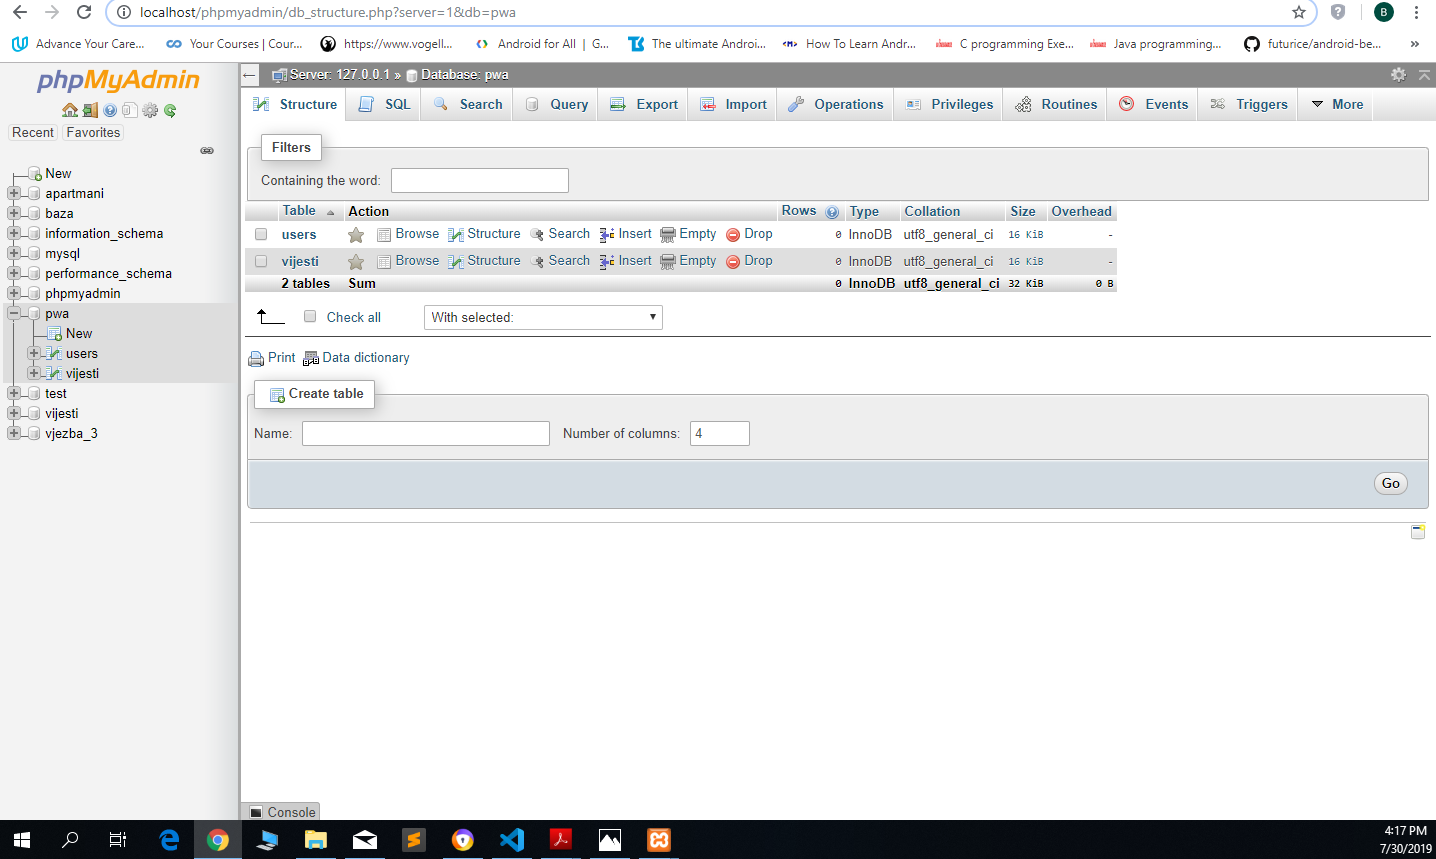 localhost/phpmyadmin/db_structure.php?server=1&db=pwa
B
Advance Your Care... Your Courses | Cour... https://www.vogell... Android for All | G... The ultimate Androi... How To Learn Andr... C programming Exe... Java programming... futurice/android-be... »
phpMyAdmin
Recent Favorites
New
apartmani
baza
information_schema
mysql
performance_schema
phpmyadmin
pwa
New
users
vijesti
test
vijesti
vjezba_3
Server: 127.0.0.1 » Database: pwa
Structure SQL Search Query Export Import Operations Privileges Routines Events Triggers More
Filters
Containing the word:
Table Action Rows Type Collation Size Overhead
users Browse Structure Search Insert Empty Drop 0 InnoDB utf8_general_ci 16 KiB -
vijesti Browse Structure Search Insert Empty Drop 0 InnoDB utf8_general_ci 16 KiB -
2 tables Sum 0 InnoDB utf8_general_ci 32 KiB 0 B
Check all With selected:
Print Data dictionary
Create table
Name: Number of columns: 4
Go
Console
4:17 PM
7/30/2019